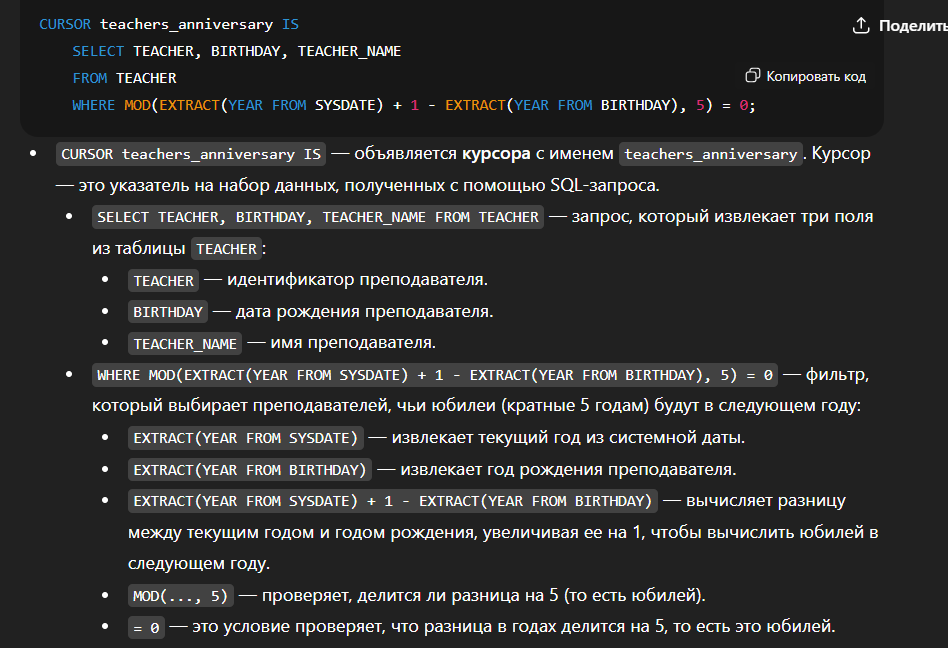 CURSOR teachers_anniversary IS
Поделить
SELECT TEACHER, BIRTHDAY, TEACHER_NAME
FROM TEACHER
Копировать код
WHERE MOD(EXTRACT(YEAR FROM SYSDATE) + 1 - EXTRACT(YEAR FROM BIRTHDAY), 5) = 0;
• CURSOR teachers_anniversary IS — объявляется курсора с именем teachers_anniversary. Курсор
— это указатель на набор данных, полученных с помощью SQL-запроса.
• SELECT TEACHER, BIRTHDAY, TEACHER_NAME FROM TEACHER — запрос, который извлекает три поля
из таблицы TEACHER:
• TEACHER — идентификатор преподавателя.
• BIRTHDAY — дата рождения преподавателя.
• TEACHER_NAME — имя преподавателя.
• WHERE MOD(EXTRACT(YEAR FROM SYSDATE) + 1 - EXTRACT(YEAR FROM BIRTHDAY), 5) = 0 — фильтр,
который выбирает преподавателей, чьи юбилеи (кратные 5 годам) будут в следующем году:
• EXTRACT(YEAR FROM SYSDATE) — извлекает текущий год из системной даты.
• EXTRACT(YEAR FROM BIRTHDAY) — извлекает год рождения преподавателя.
• EXTRACT(YEAR FROM SYSDATE) + 1 - EXTRACT(YEAR FROM BIRTHDAY) — вычисляет разницу
между текущим годом и годом рождения, увеличивая ее на 1, чтобы вычислить юбилей в
следующем году.
• MOD(..., 5) — проверяет, делится ли разница на 5 (то есть юбилей).
• = 0 — это условие проверяет, что разница в годах делится на 5, то есть это юбилей.